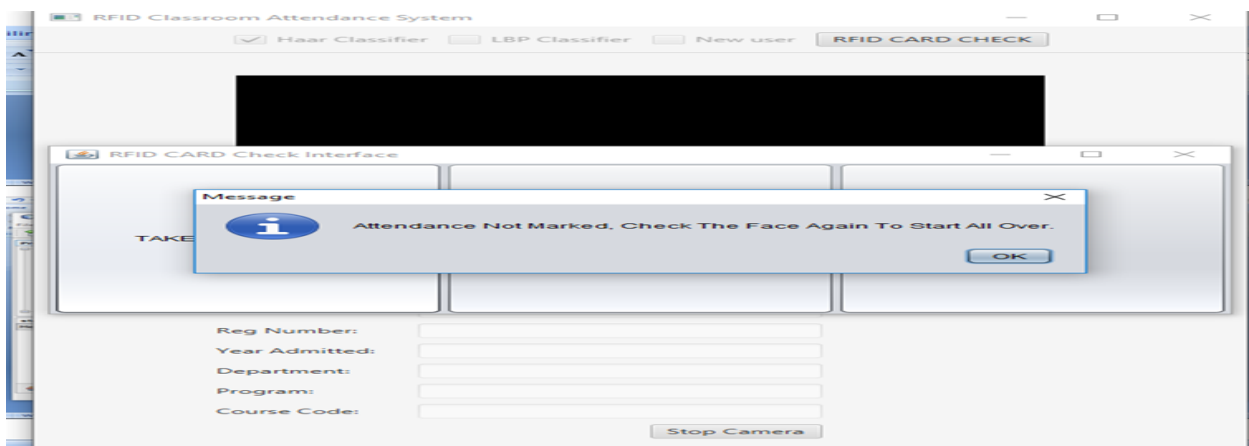 RFID Classroom Attendance System
Haar Classifier LBP Classifier New user RFID CARD CHECK
RFID CARD Check Interface
Message
TAKE
Attendance Not Marked, Check The Face Again To Start All Over.
OK
Reg Number:
Year Admitted:
Department:
Program:
Course Code:
Stop Camera